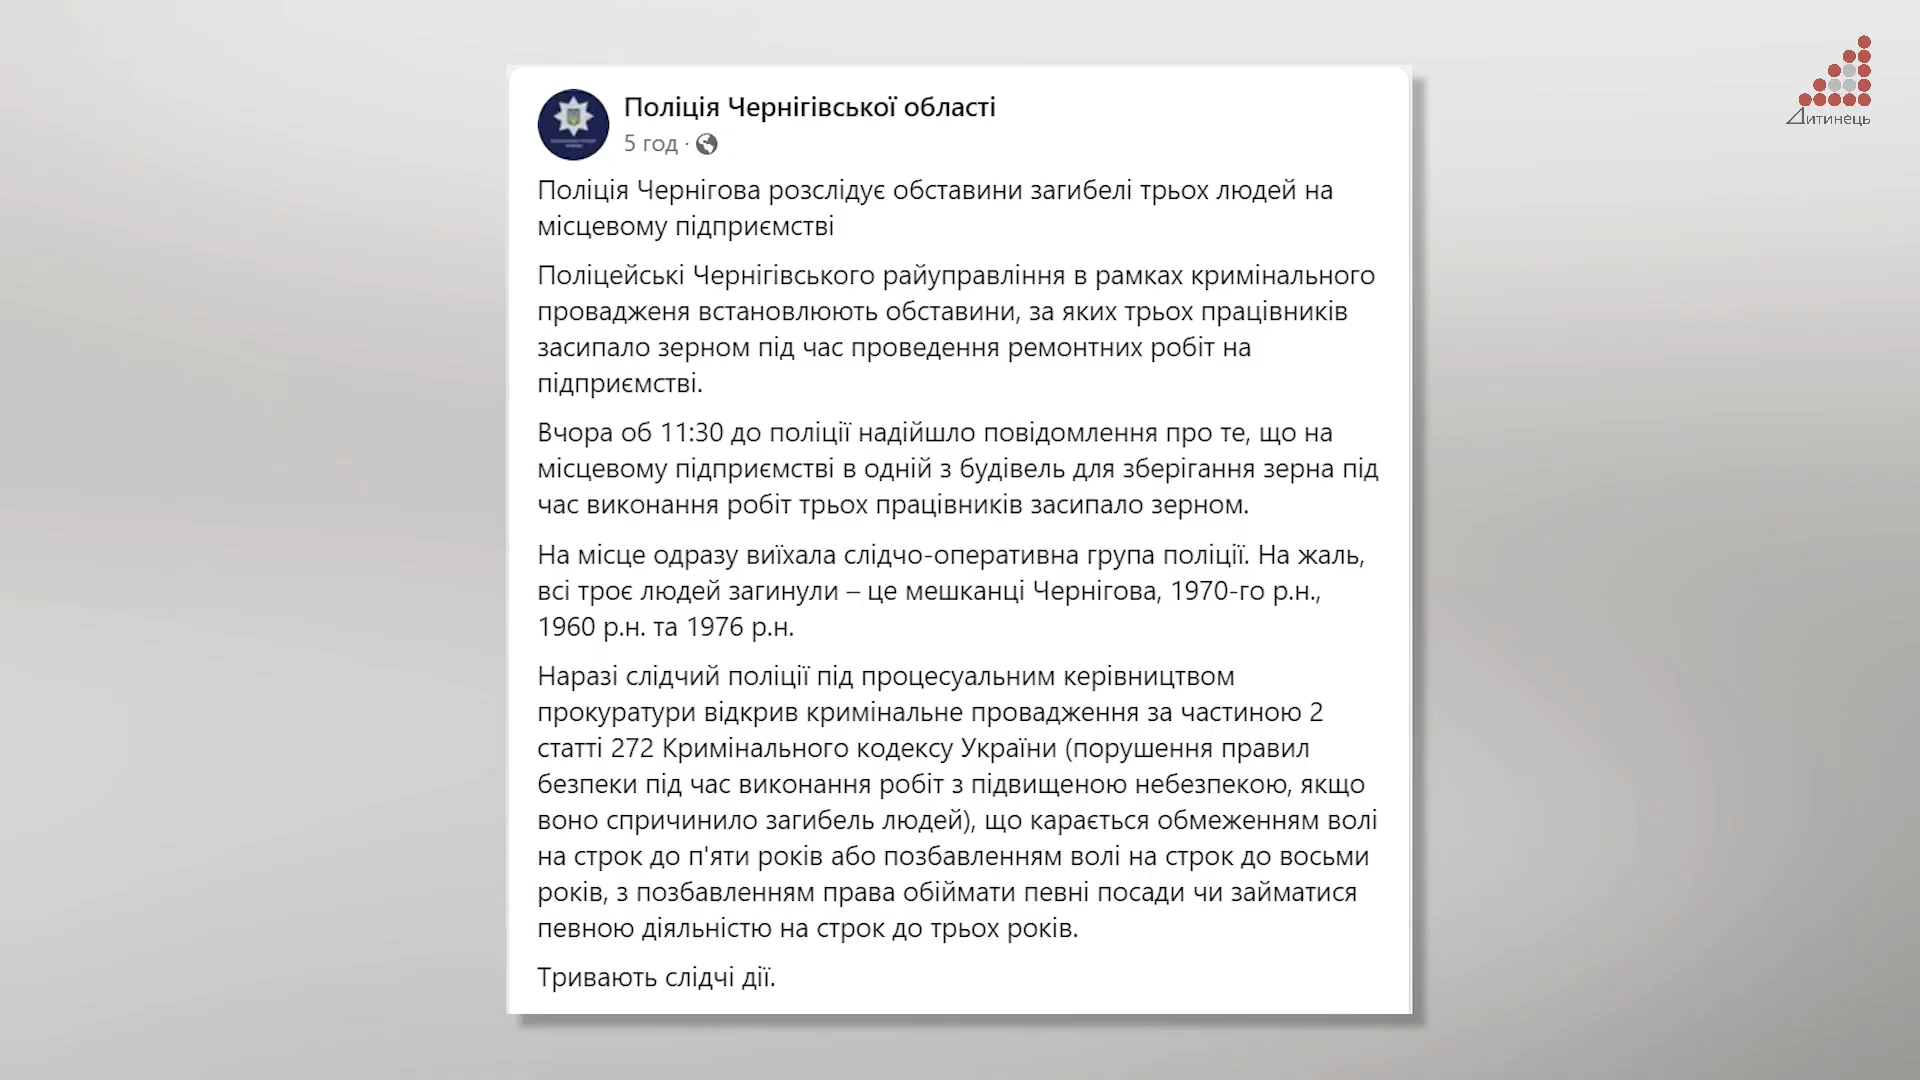 Поліція Чернігівської області
5 год ·
Поліція Чернігова розслідує обставини загибелі трьох людей на
місцевому підприємстві
Поліцейські Чернігівського райуправління в рамках кримінального
провадженя встановлюють обставини, за яких трьох працівників
засипало зерном під час проведення ремонтних робіт на
підприємстві.
Вчора об 11:30 до поліції надійшло повідомлення про те, що на
місцевому підприємстві в одній з будівель для зберігання зерна під
час виконання робіт трьох працівників засипало зерном.
На місце одразу виїхала слідчо-оперативна група поліції. На жаль,
всі троє людей загинули – це мешканці Чернігова, 1970-го р.н.,
1960 р.н. та 1976 р.н.
Наразі слідчий поліції під процесуальним керівництвом
прокуратури відкрив кримінальне провадження за частиною 2
статті 272 Кримінального кодексу України (порушення правил
безпеки під час виконання робіт з підвищеною небезпекою, якщо
воно спричинило загибель людей), що карається обмеженням волі
на строк до п'яти років або позбавленням волі на строк до восьми
років, з позбавленням права обіймати певні посади чи займатися
певною діяльністю на строк до трьох років.
Тривають слідчі дії.
Дитинець